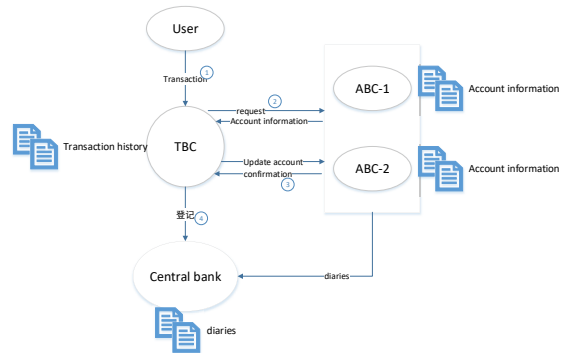 User
Transaction
1
2
request
Account information
ABC-1
Account information
Transaction history
TBC
Update account
confirmation
3
ABC-2
Account information
登记
4
Central bank
diaries
diaries